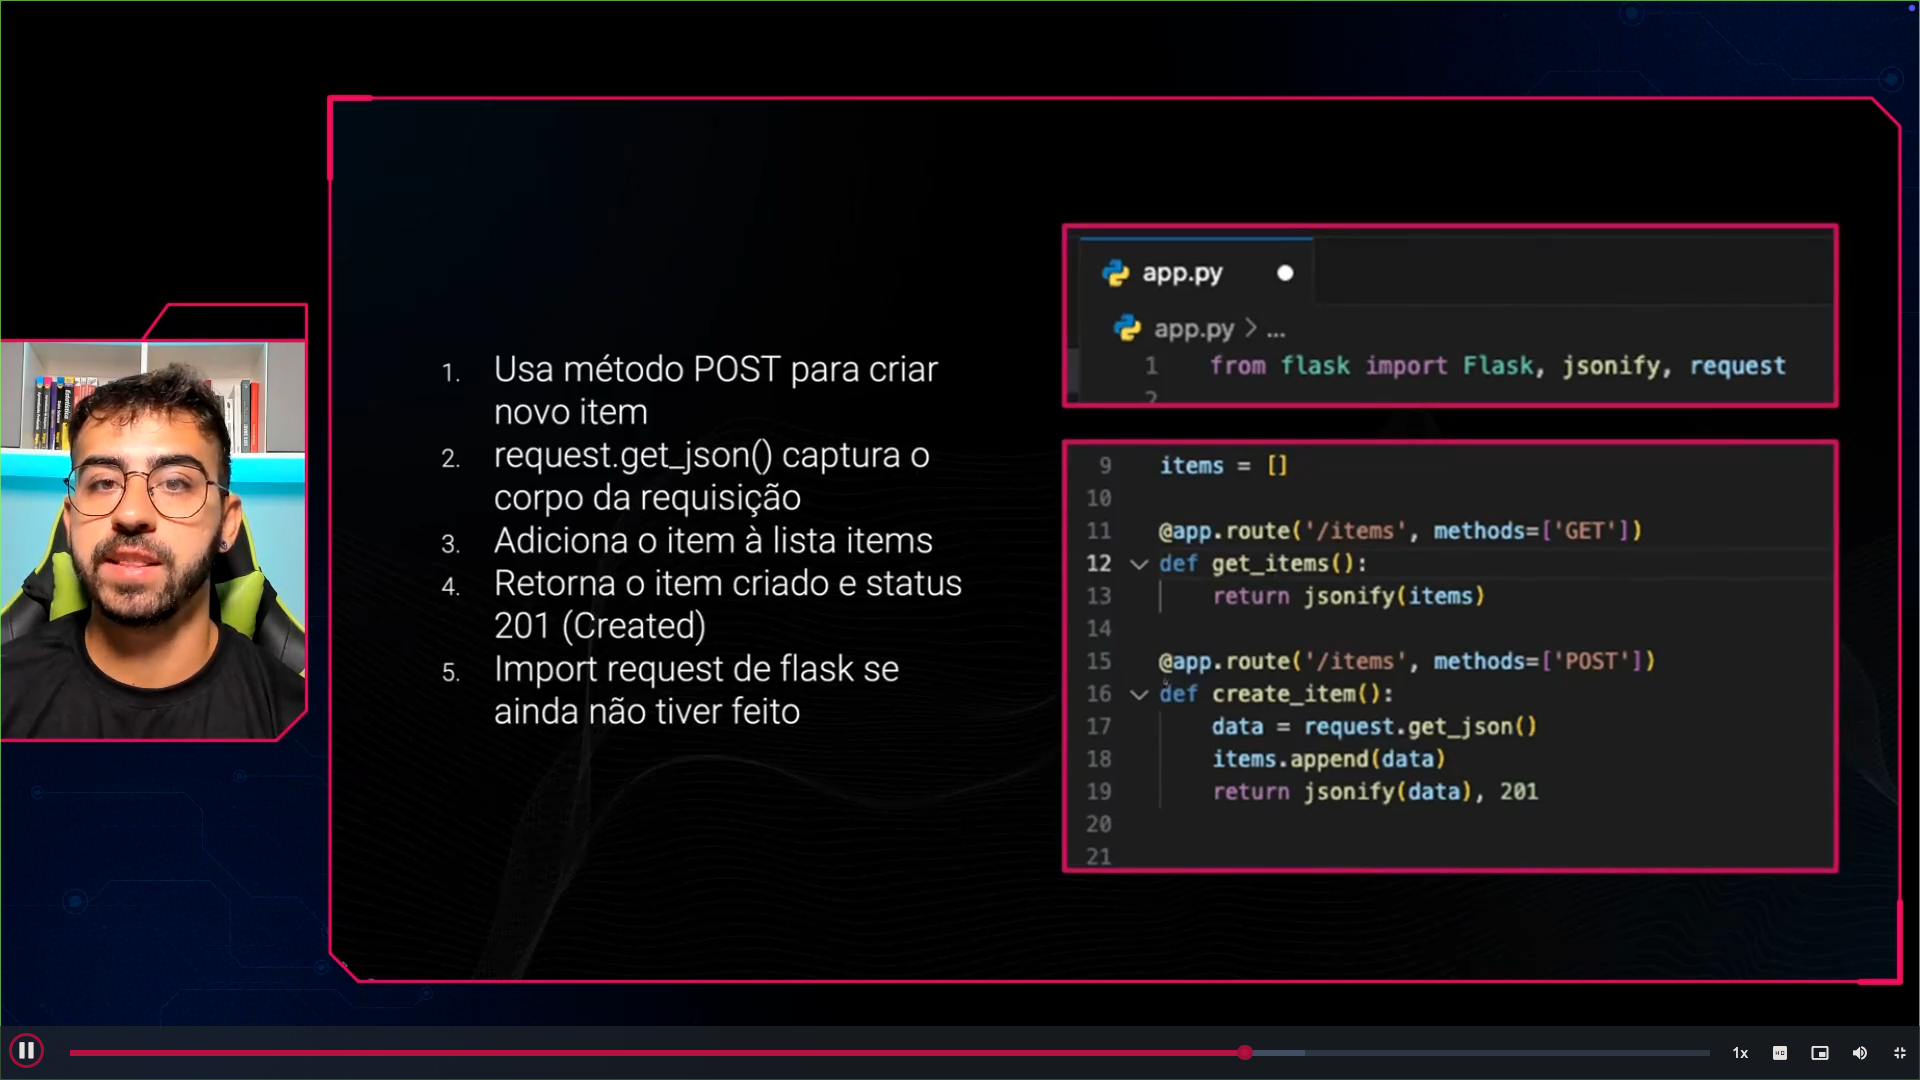 1. Usa método POST para criar
novo item
2. request.get_json() captura o
corpo da requisição
3. Adiciona o item à lista items
4. Retorna o item criado e status
201 (Created)
5. Import request de flask se
ainda não tiver feito
app.py
app.py > ...
1 from flask import Flask, jsonify, request
2
9 items = []
10
11 @app.route('/items', methods=['GET'])
12 def get_items():
13 return jsonify(items)
14
15 @app.route('/items', methods=['POST'])
16 def create_item():
17 data = request.get_json()
18 items.append(data)
19 return jsonify(data), 201
20
21
1x